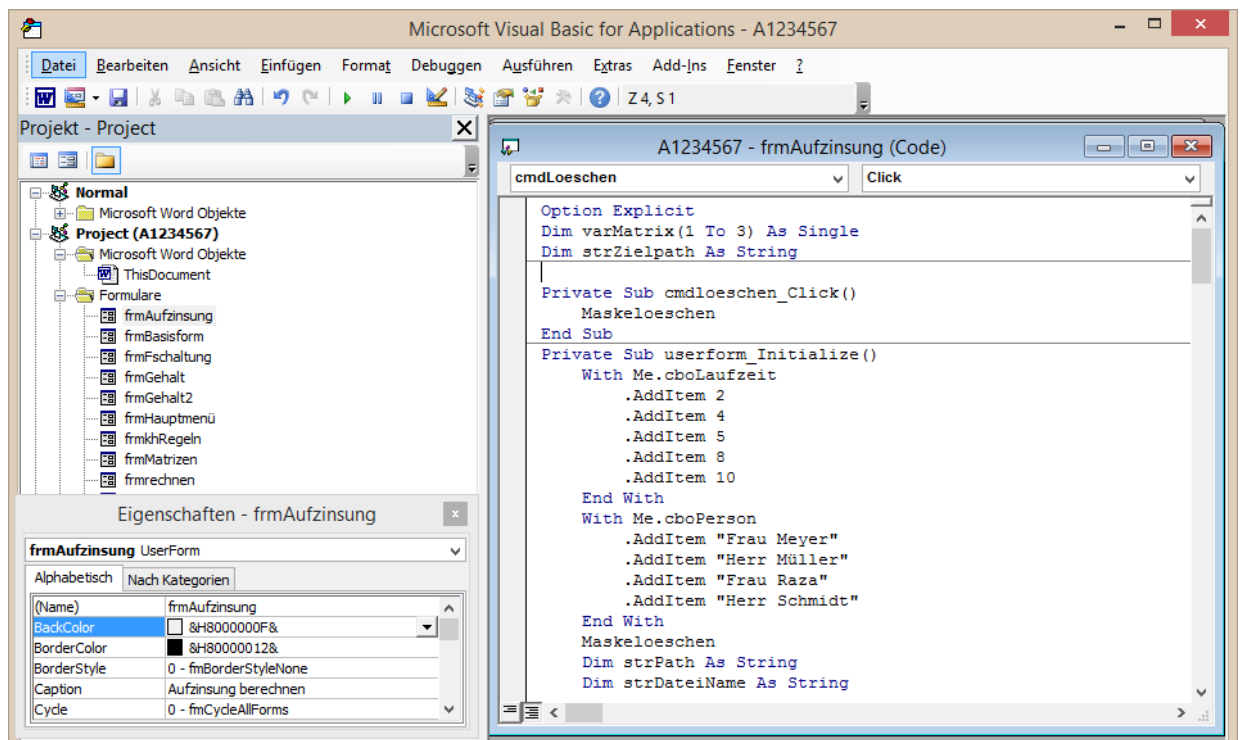 Microsoft Visual Basic for Applications - A1234567
Datei Bearbeiten Ansicht Einfügen Format Debuggen Ausführen Extras Add-Ins Fenster ?
Z 4, S 1
Projekt - Project
Normal
Microsoft Word Objekte
Project (A1234567)
Microsoft Word Objekte
ThisDocument
Formulare
frmAufzinsung
frmBasisform
frmFschaltung
frmGehalt
frmGehalt2
frmHauptmenü
frmkhRegeln
frmMatrizen
frmrechnen
Eigenschaften - frmAufzinsung
frmAufzinsung UserForm
Alphabetisch Nach Kategorien
(Name) frmAufzinsung
BackColor &H8000000F&
BorderColor &H80000012&
BorderStyle 0 - fmBorderStyleNone
Caption Aufzinsung berechnen
Cycle 0 - fmCycleAllForms
A1234567 - frmAufzinsung (Code)
cmdLoeschen Click
Option Explicit
Dim varMatrix(1 To 3) As Single
Dim strZielpath As String
Private Sub cmdloeschen_Click()
Maskeloeschen
End Sub
Private Sub userform_Initialize()
With Me.cboLaufzeit
.AddItem 2
.AddItem 4
.AddItem 5
.AddItem 8
.AddItem 10
End With
With Me.cboPerson
.AddItem "Frau Meyer"
.AddItem "Herr Müller"
.AddItem "Frau Raza"
.AddItem "Herr Schmidt"
End With
Maskeloeschen
Dim strPath As String
Dim strDateiName As String